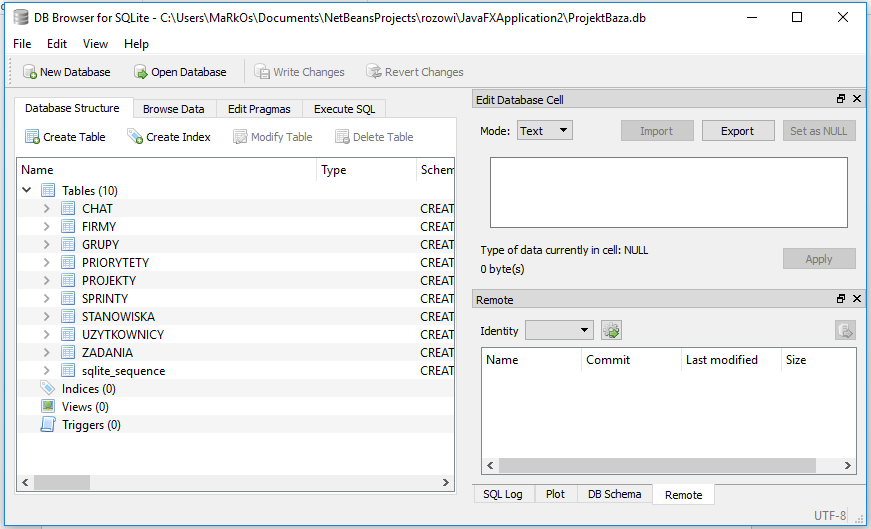 DB Browser for SQLite - C:\Users\MaRkOs\Documents\NetBeansProjects\rozowi\JavaFXApplication2\ProjektBaza.db
File Edit View Help
New Database Open Database Write Changes Revert Changes
Database Structure Browse Data Edit Pragmas Execute SQL
Create Table Create Index Modify Table Delete Table
Name Type Schem
Tables (10)
CHAT CREAT
FIRMY CREAT
GRUPY CREAT
PRIORYTETY CREAT
PROJEKTY CREAT
SPRINTY CREAT
STANOWISKA CREAT
UZYTKOWNICY CREAT
ZADANIA CREAT
sqlite_sequence CREAT
Indices (0)
Views (0)
Triggers (0)
Edit Database Cell
Mode: Text Import Export Set as NULL
Type of data currently in cell: NULL
0 byte(s)
Apply
Remote
Identity
Name Commit Last modified Size
SQL Log Plot DB Schema Remote
UTF-8